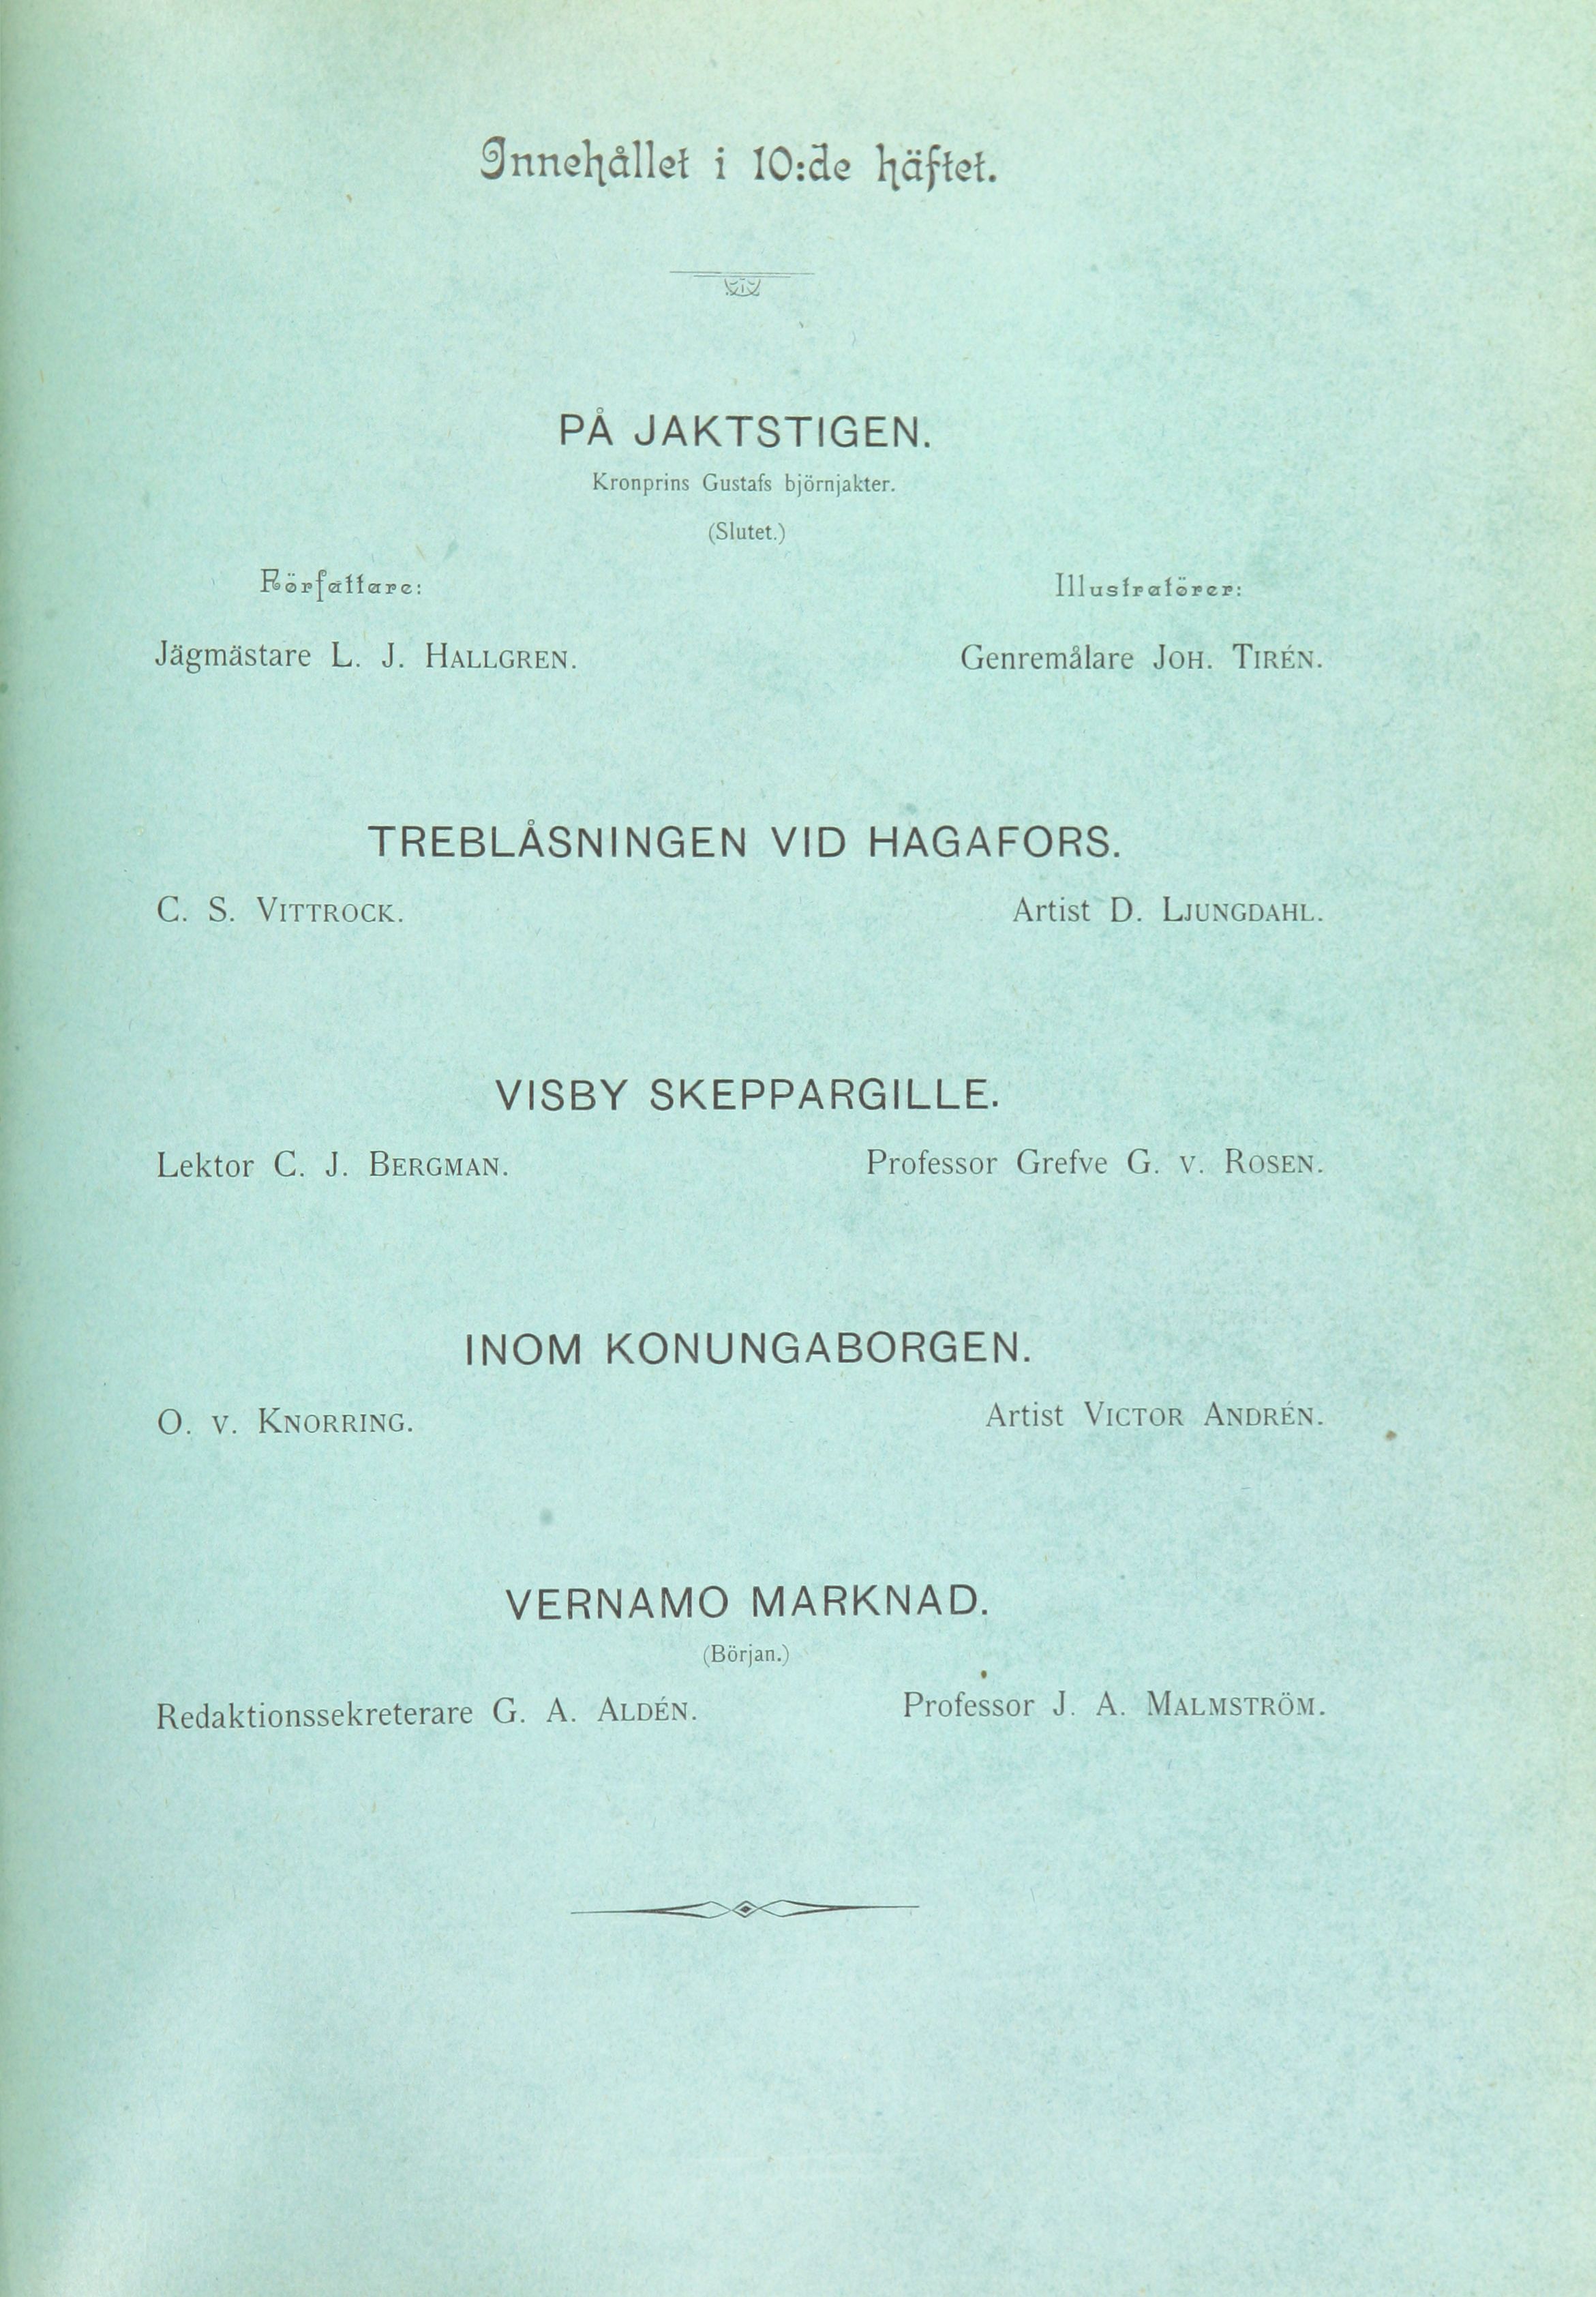 Innehållet i 10:de häftet.
PÅ JAKTSTIGEN.
Kronprins Gustafs björnjakter.
(Slutet.)
Författare: Illustratörer:
Jägmästare L. J. HALLGREN. Genremålare JOH. TIRÉN.
TREBLÅSNINGEN VID HAGAFORS.
C. S. VITTROCK. Artist D. LJUNGDAHL.
VISBY SKEPPARGILLE.
Lektor C. J. BERGMAN. Professor Grefve G. v. ROSEN.
INOM KONUNGABORGEN.
O. v. KNORRING. Artist VICTOR ANDRÉN.
VERNAMO MARKNAD.
(Början.)
Redaktionssekreterare G. A. ALDÉN. Professor J. A. MALMSTRÖM.